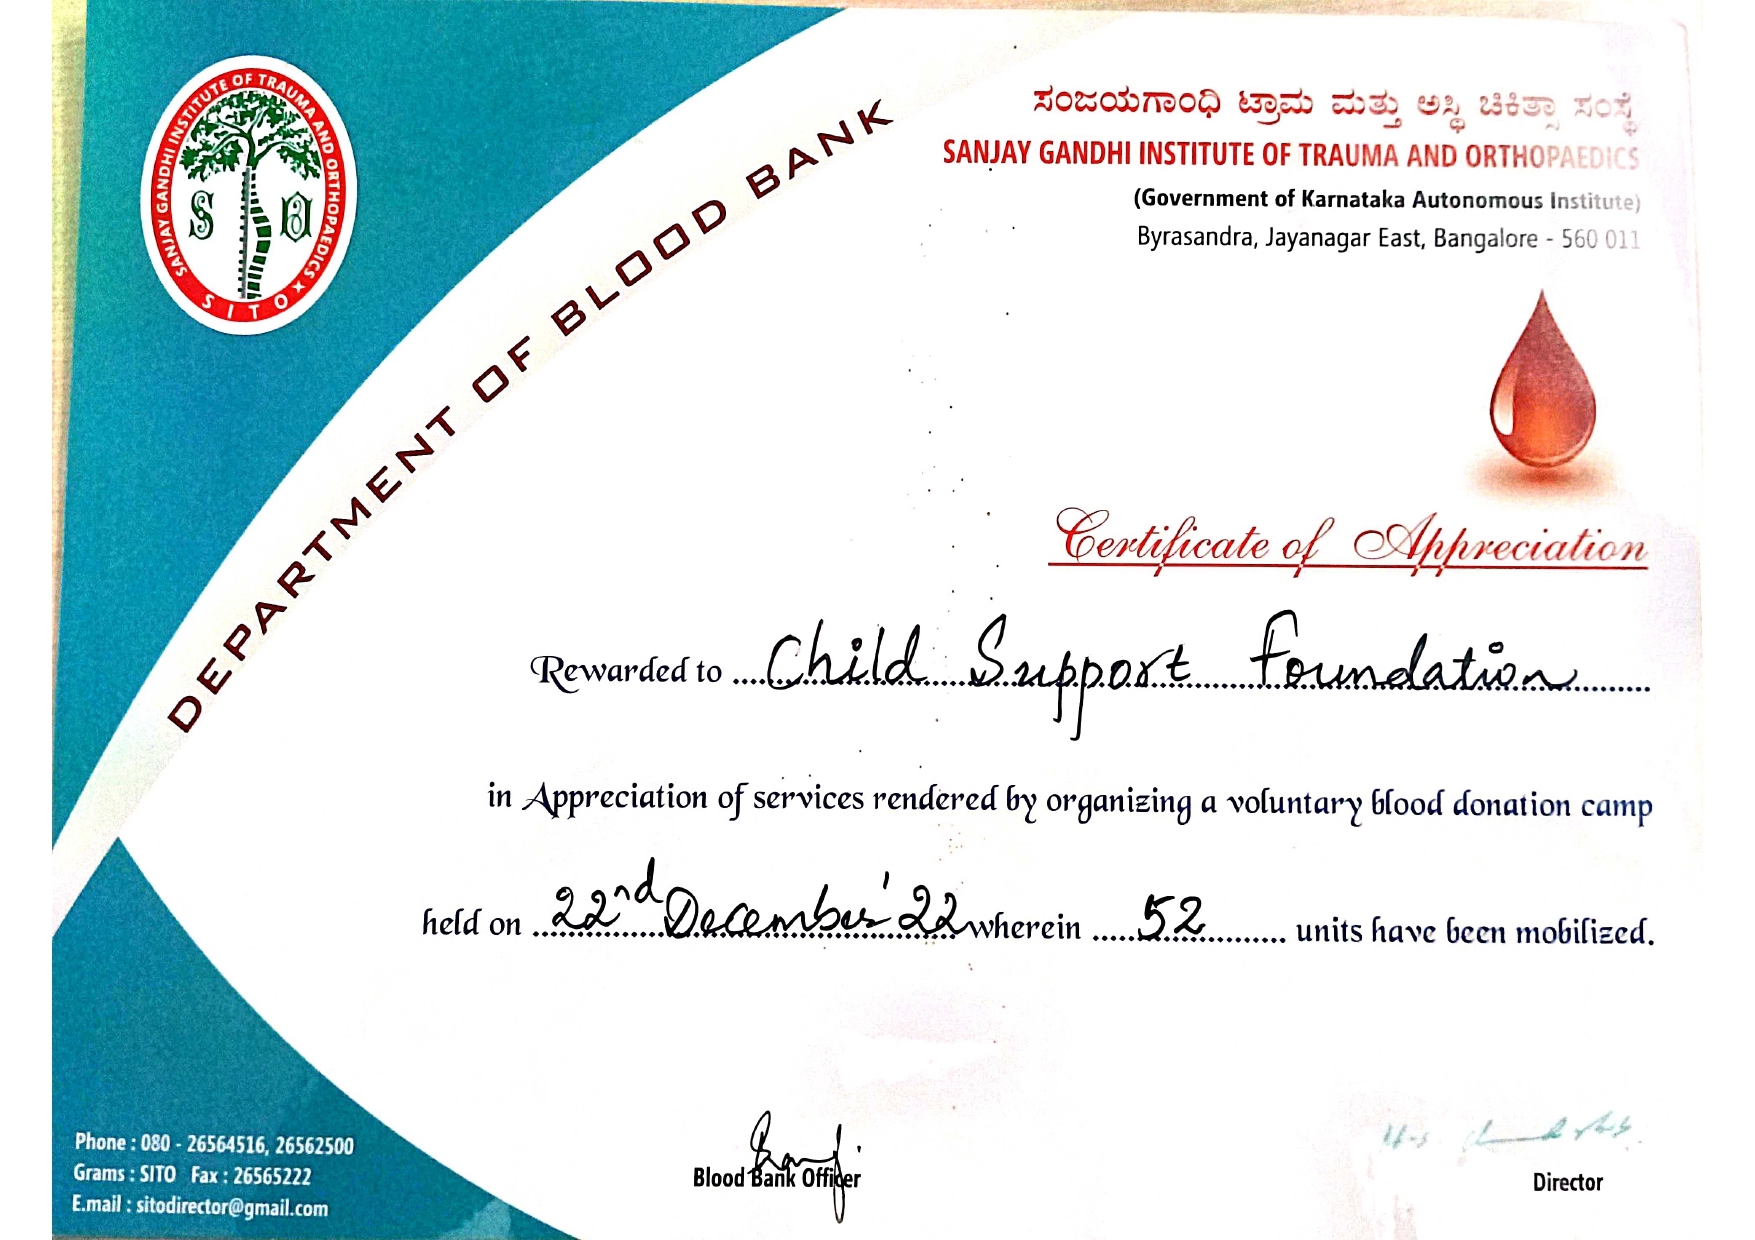 SANJAY GANDHI INSTITUTE OF TRAUMA AND ORTHOPAEDICS
S I T O
DEPARTMENT OF BLOOD BANK
ಸಂಜಯಗಾಂಧಿ ಟ್ರಾಮ ಮತ್ತು ಅಸ್ಥಿ ಚಿಕಿತ್ಸಾ ಸಂಸ್ಥೆ
SANJAY GANDHI INSTITUTE OF TRAUMA AND ORTHOPAEDICS
(Government of Karnataka Autonomous Institute)
Byrasandra, Jayanagar East, Bangalore - 560 011
Certificate of Appreciation
Rewarded to Child Support Foundation
in Appreciation of services rendered by organizing a voluntary blood donation camp
held on 22nd December '22 wherein 52 units have been mobilized.
Blood Bank Officer
Director
Phone : 080 - 26564516, 26562500
Grams : SITO Fax : 26565222
E.mail : sitodirector@gmail.com